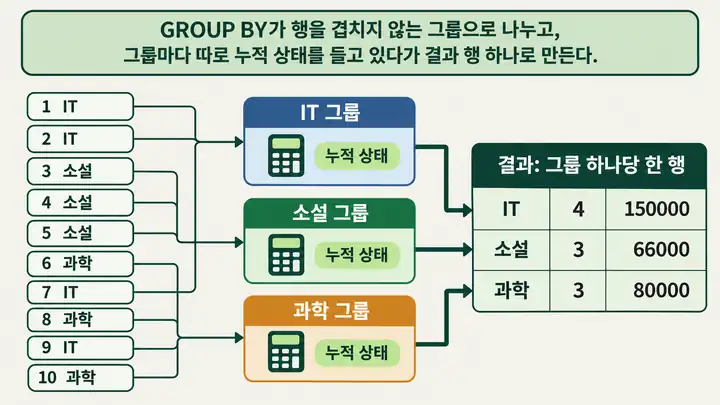 GROUP BY가 행을 겹치지 않는 그룹으로 나누고,
그룹마다 따로 누적 상태를 들고 있다가 결과 행 하나로 만든다.
1 IT
2 IT
3 소설
4 소설
5 소설
6 과학
7 IT
8 과학
9 IT
10 과학
IT 그룹
누적 상태
소설 그룹
누적 상태
과학 그룹
누적 상태
결과: 그룹 하나당 한 행
IT 4 150000
소설 3 66000
과학 3 80000